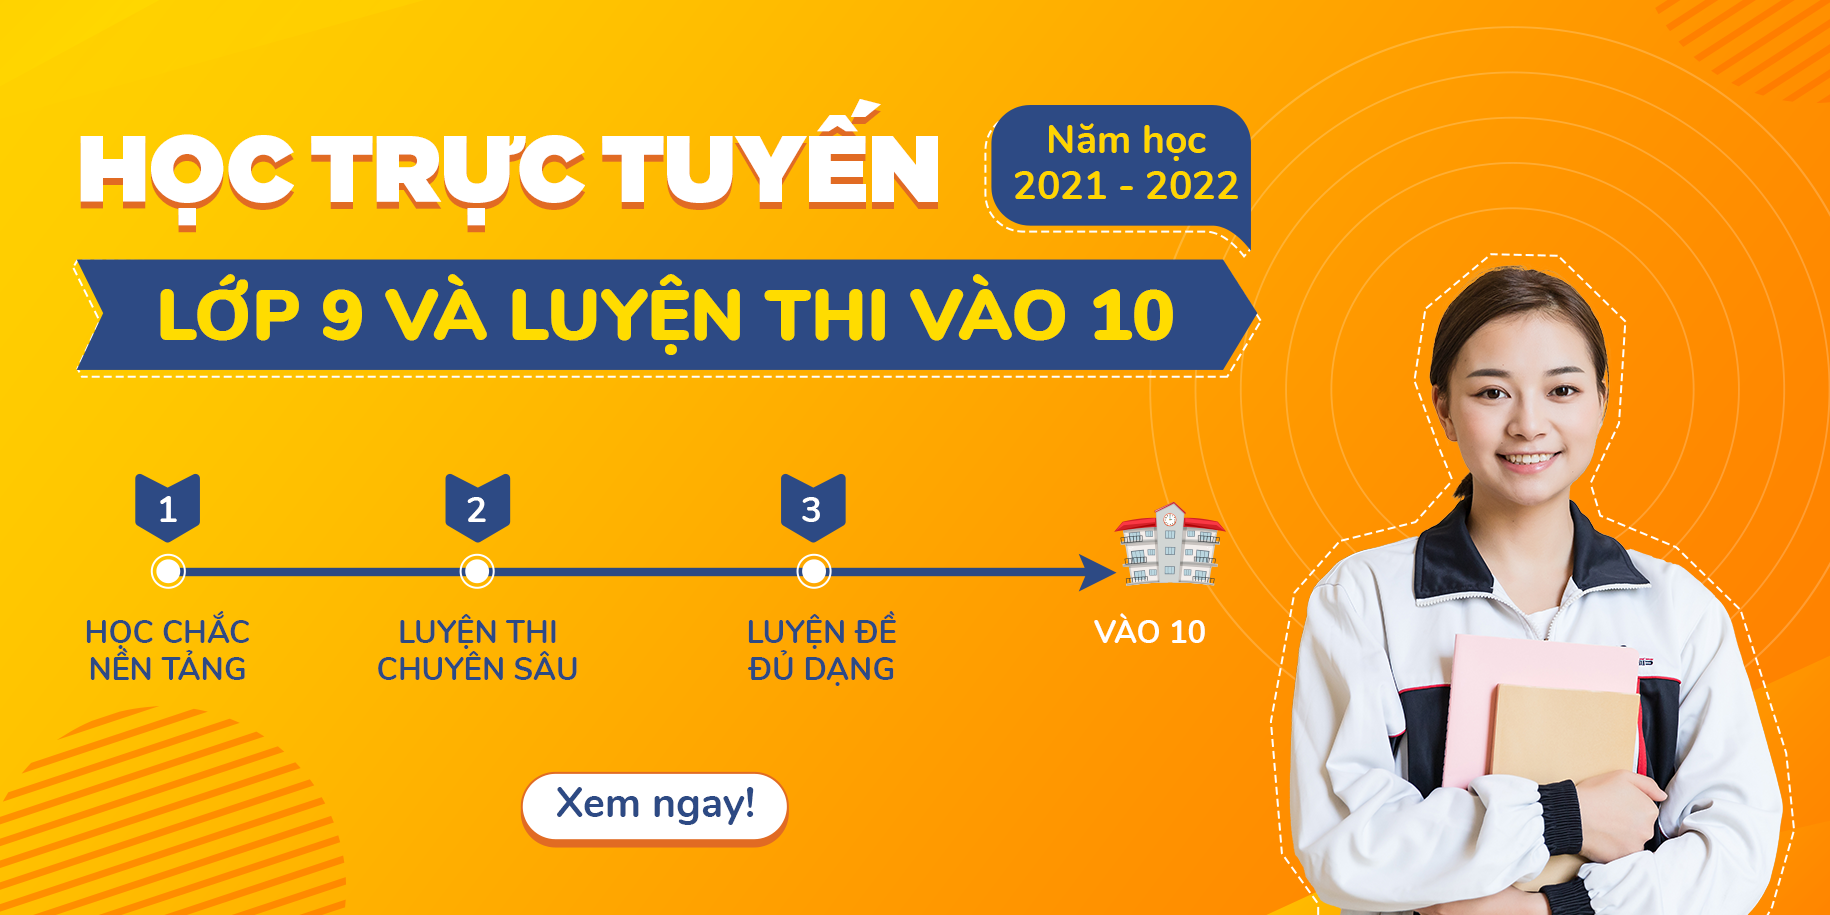 HỌC TRỰC TUYẾN
Năm học
2021 - 2022
LỚP 9 VÀ LUYỆN THI VÀO 10
1
2
3
HỌC CHẮC
NỀN TẢNG
LUYỆN THI
CHUYÊN SÂU
LUYỆN ĐỀ
ĐỦ DẠNG
VÀO 10
Xem ngay!